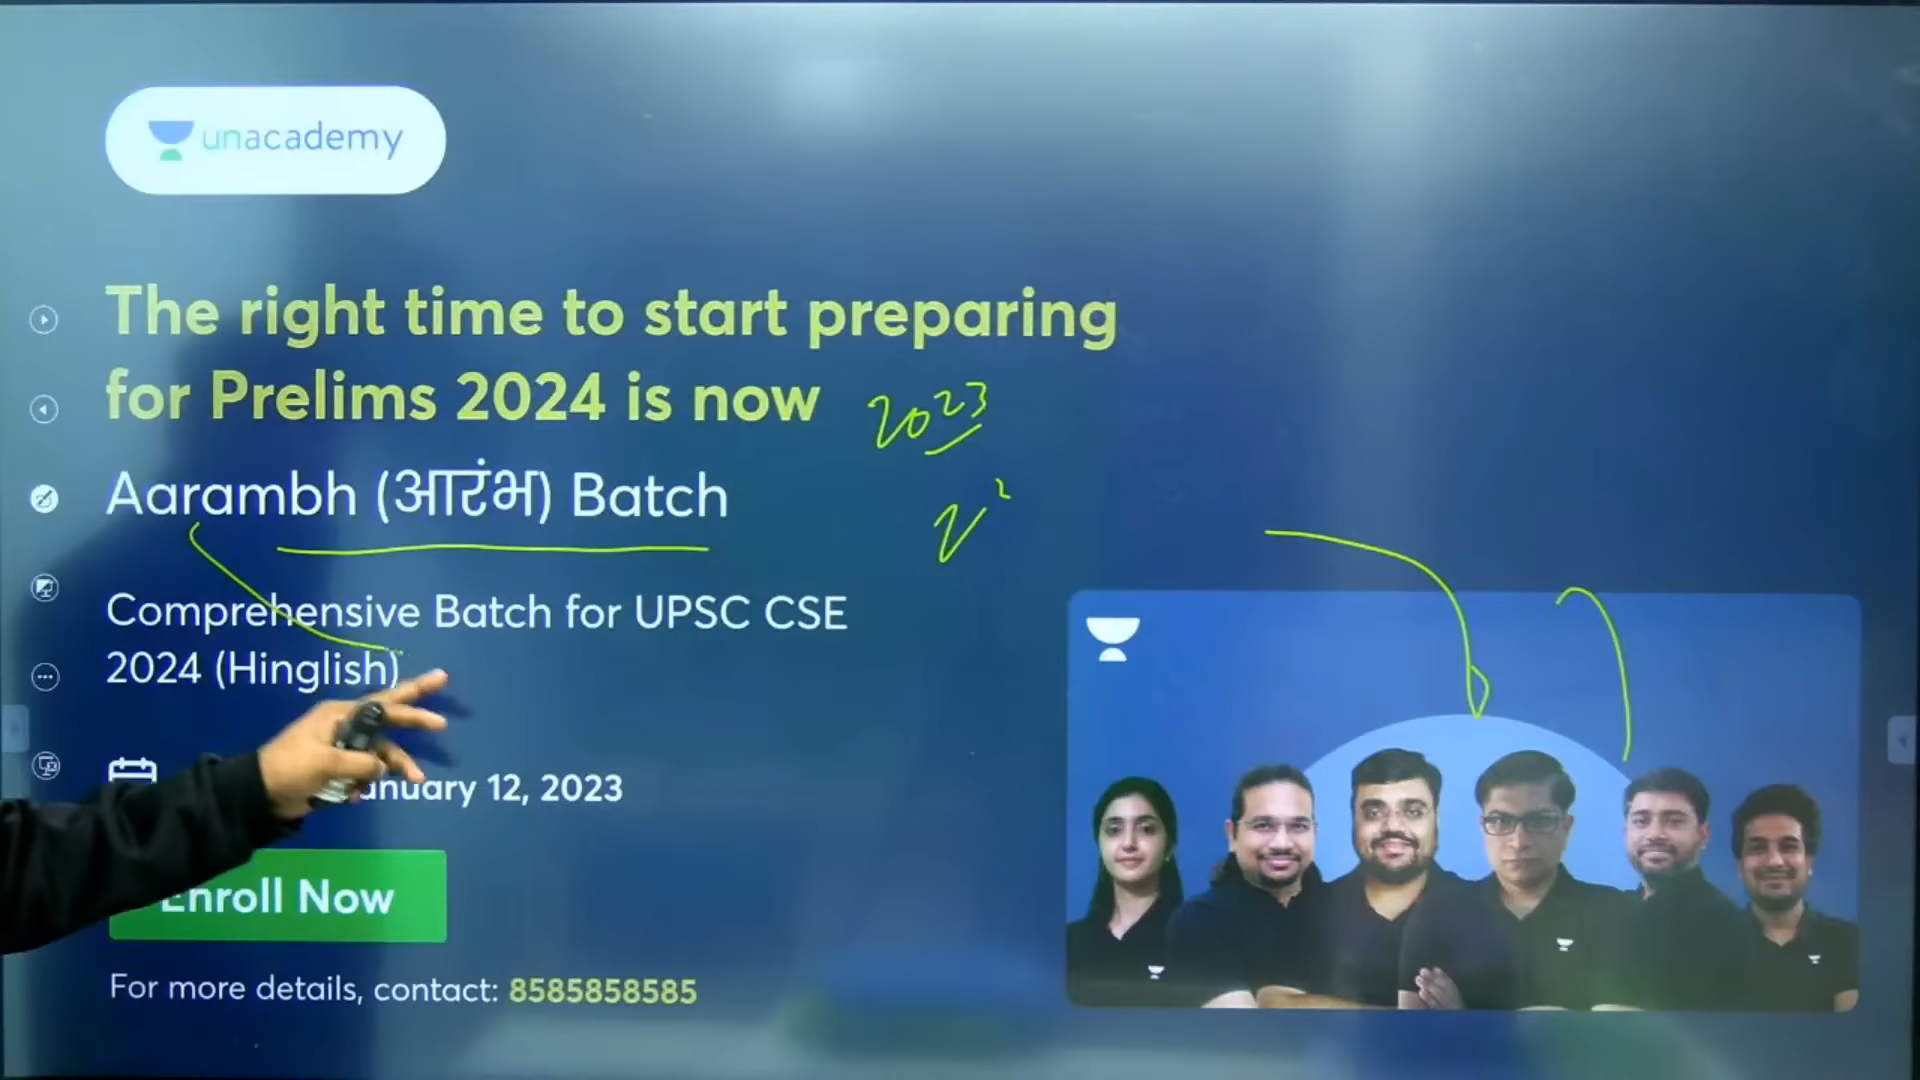 unacademy
The right time to start preparing
for Prelims 2024 is now
2023
Aarambh (आरंभ) Batch
Comprehensive Batch for UPSC CSE
2024 (Hinglish)
anuary 12, 2023
Enroll Now
For more details, contact: 8585858585